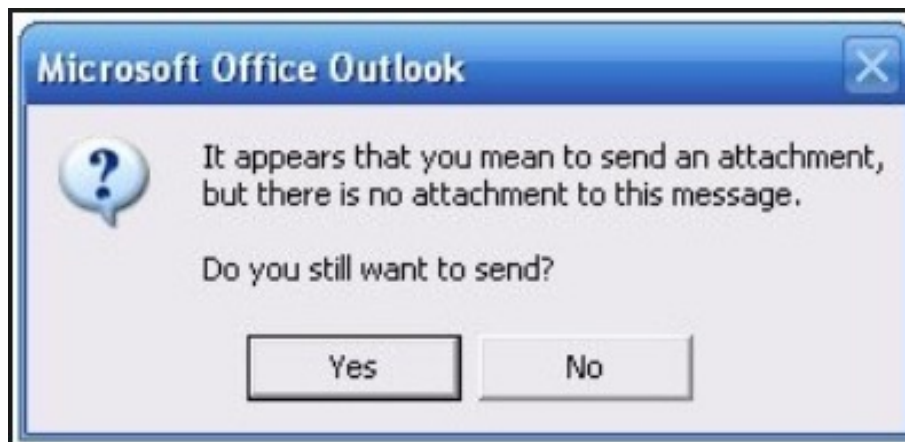 Microsoft Office Outlook
It appears that you mean to send an attachment,
but there is no attachment to this message.
Do you still want to send?
Yes
No